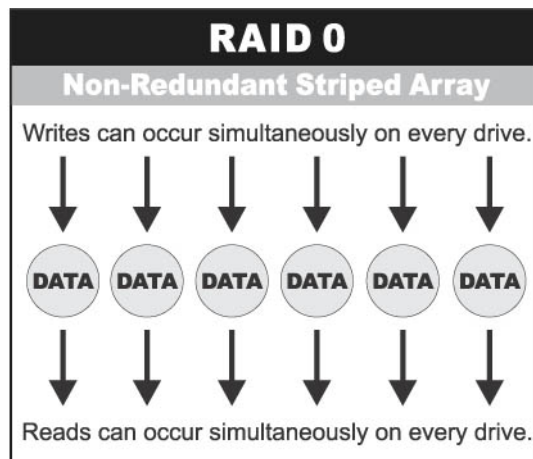 RAID 0
Non-Redundant Striped Array
Writes can occur simultaneously on every drive.
DATA DATA DATA DATA DATA DATA
Reads can occur simultaneously on every drive.